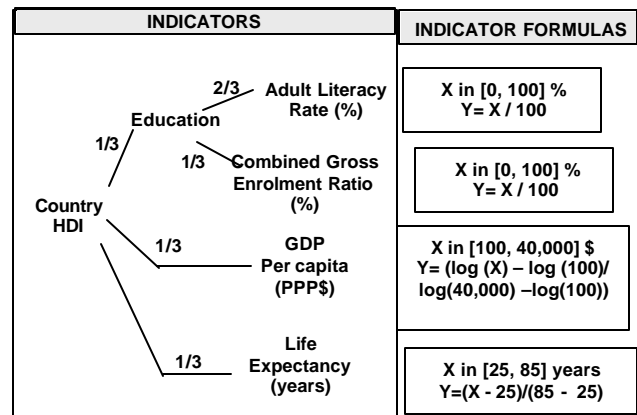 INDICATORS
INDICATOR FORMULAS
2/3
Adult Literacy
Rate (%)
X in [0, 100] %
Y= X / 100
Education
1/3
1/3
Combined Gross
Enrolment Ratio
(%)
X in [0, 100] %
Y= X / 100
Country
HDI
1/3
GDP
Per capita
(PPP$)
X in [100, 40,000] $
Y= (log (X) – log (100)/
log(40,000) –log(100))
1/3
Life
Expectancy
(years)
X in [25, 85] years
Y=(X - 25)/(85 - 25)